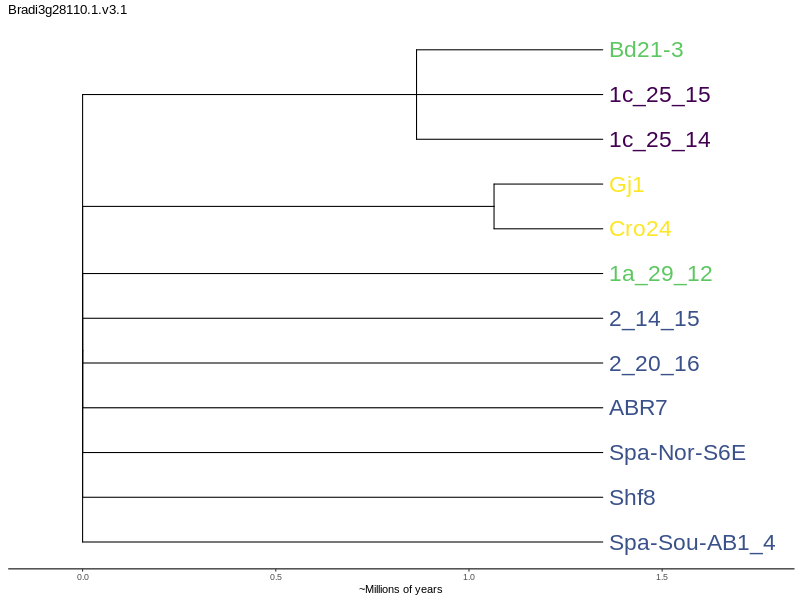 Bradi3g28110.1.v3.1
Bd21-3
1c_25_15
1c_25_14
Gj1
Cro24
1a_29_12
2_14_15
2_20_16
ABR7
Spa-Nor-S6E
Shf8
Spa-Sou-AB1_4
0.0 0.5 1.0 1.5
~Millions of years